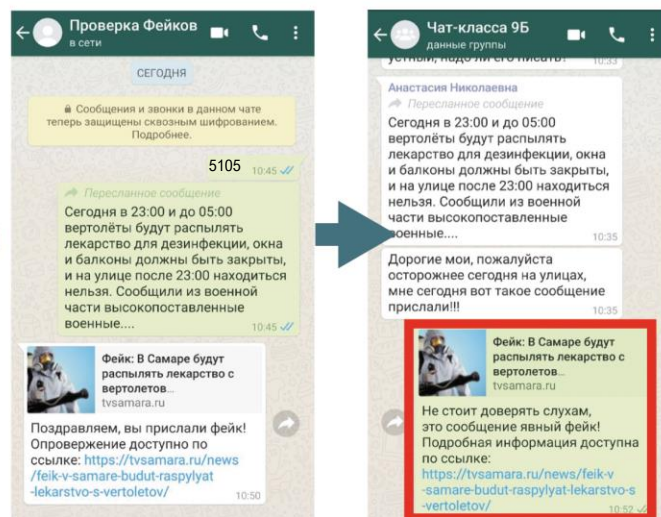 Проверка Фейков
в сети
СЕГОДНЯ
Сообщения и звонки в данном чате
теперь защищены сквозным шифрованием.
Подробнее.
5105 10:45
Пересланное сообщение
Сегодня в 23:00 и до 05:00
вертолёты будут распылять
лекарство для дезинфекции, окна
и балконы должны быть закрыты,
и на улице после 23:00 находиться
нельзя. Сообщили из военной
части высокопоставленные
военные....
10:45
Фейк: В Самаре будут
распылять лекарство с
вертолетов...
tvsamara.ru
Поздравляем, вы прислали фейк!
Опровержение доступно по
ссылке: https://tvsamara.ru/news
/feik-v-samare-budut-raspylyat
-lekarstvo-s-vertoletov/
10:50
Чат-класса 9Б
данные группы
устный, надо ли его писать? 10:33
Анастасия Николаевна
Пересланное сообщение
Сегодня в 23:00 и до 05:00
вертолёты будут распылять
лекарство для дезинфекции, окна
и балконы должны быть закрыты,
и на улице после 23:00 находиться
нельзя. Сообщили из военной
части высокопоставленные
военные....
10:35
Дорогие мои, пожалуйста
осторожнее сегодня на улицах,
мне сегодня вот такое сообщение
прислали!!!
10:35
Фейк: В Самаре будут
распылять лекарство с
вертолетов...
tvsamara.ru
Не стоит доверять слухам,
это сообщение явный фейк!
Подробная информация доступна
по ссылке:
https://tvsamara.ru/news/feik-v
-samare-budut-raspylyat-lekarstvo-s
-vertoletov/
10:52